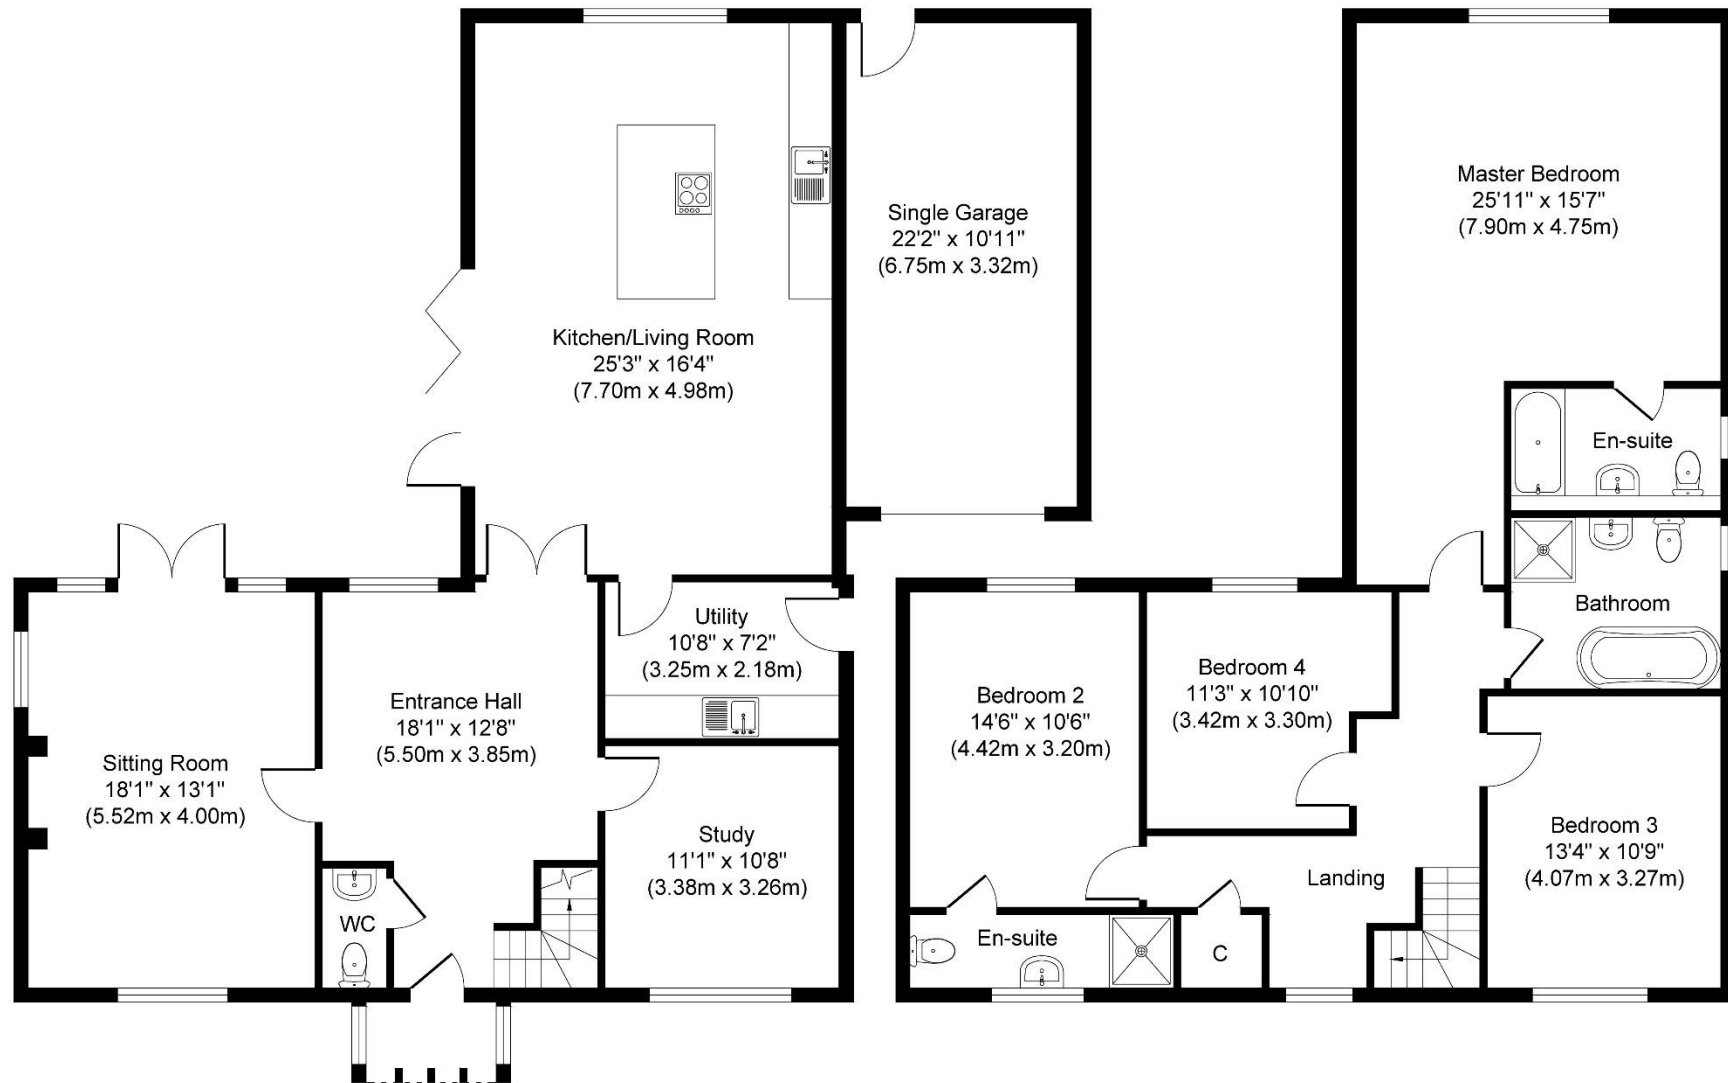 Kitchen/Living Room
25'3" x 16'4"
(7.70m x 4.98m)
Single Garage
22'2" x 10'11"
(6.75m x 3.32m)
Utility
10'8" x 7'2"
(3.25m x 2.18m)
Entrance Hall
18'1" x 12'8"
(5.50m x 3.85m)
Sitting Room
18'1" x 13'1"
(5.52m x 4.00m)
Study
11'1" x 10'8"
(3.38m x 3.26m)
WC
Master Bedroom
25'11" x 15'7"
(7.90m x 4.75m)
En-suite
Bathroom
Bedroom 4
11'3" x 10'10"
(3.42m x 3.30m)
Bedroom 2
14'6" x 10'6"
(4.42m x 3.20m)
Bedroom 3
13'4" x 10'9"
(4.07m x 3.27m)
Landing
En-suite
C